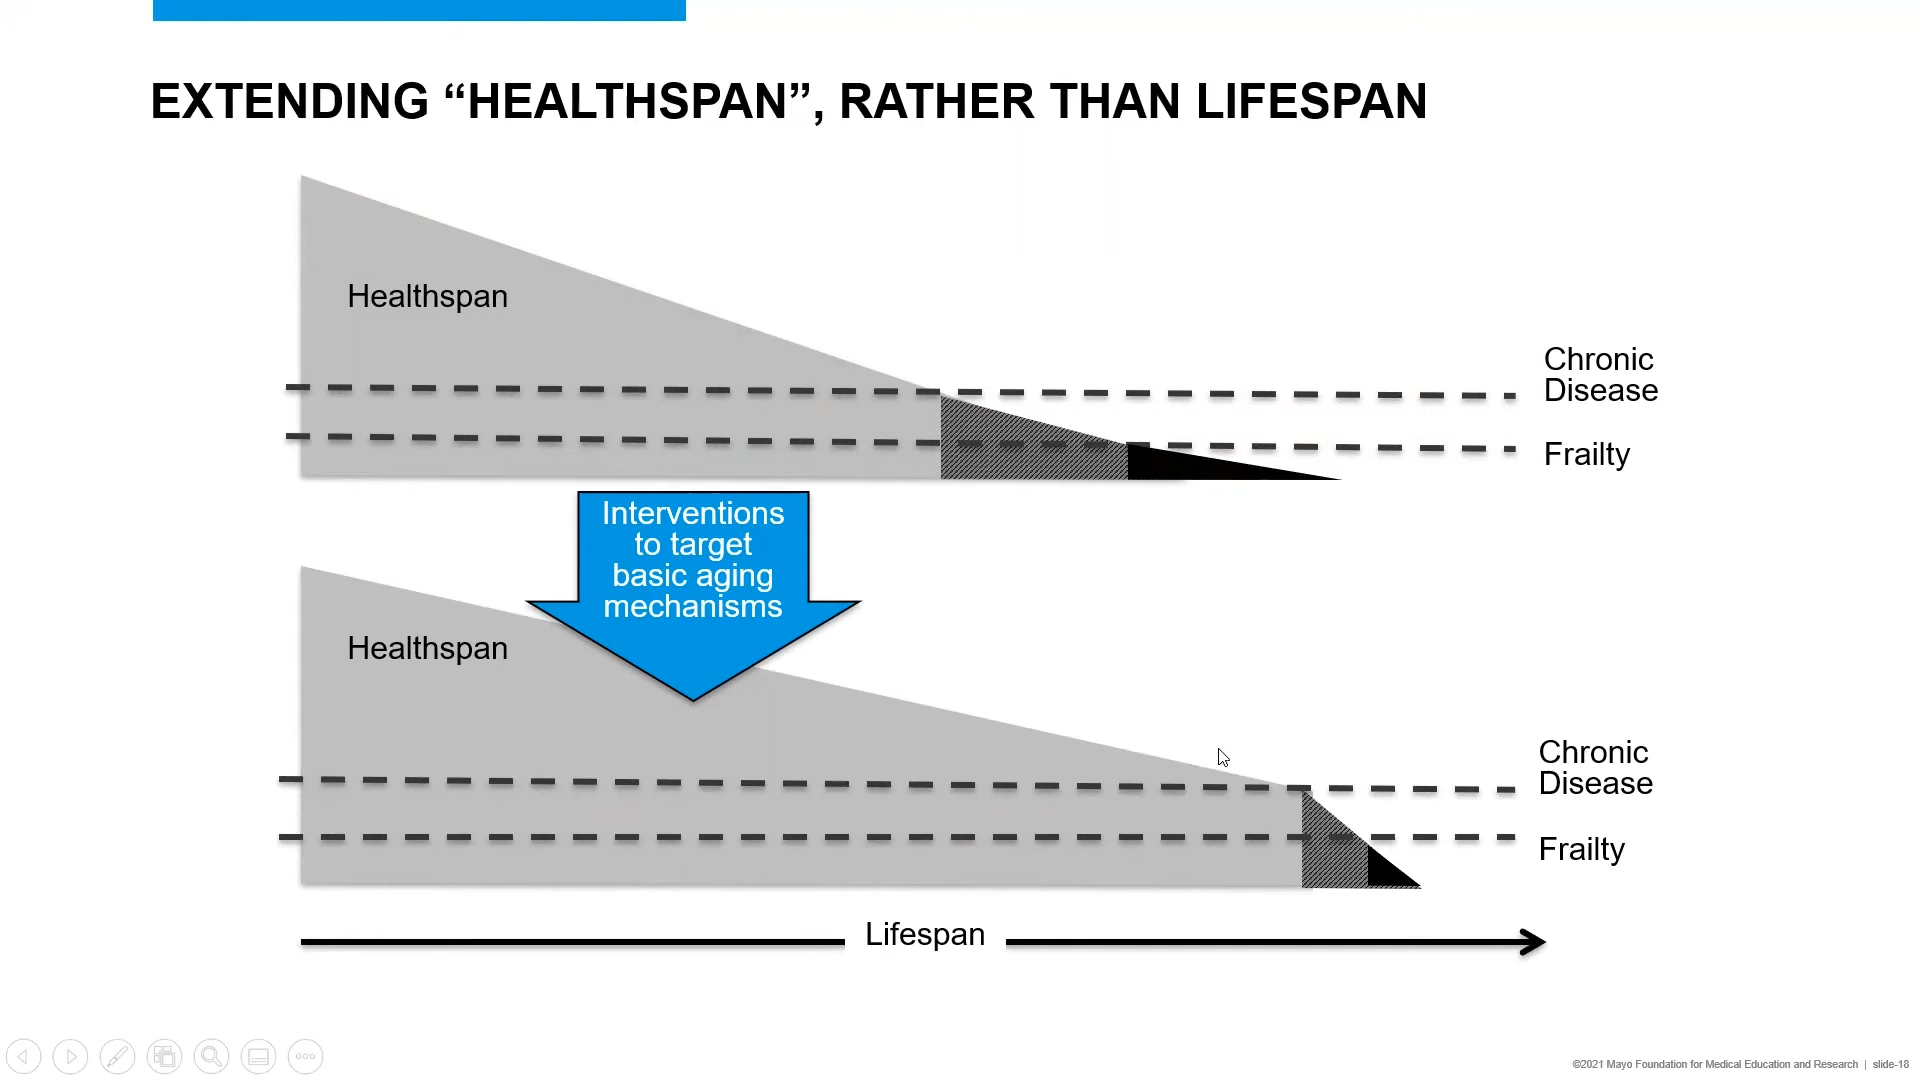 EXTENDING “HEALTHSPAN”, RATHER THAN LIFESPAN
Healthspan
Chronic
Disease
Frailty
Interventions
to target
basic aging
mechanisms
Healthspan
Chronic
Disease
Frailty
Lifespan
©2021 Mayo Foundation for Medical Education and Research | slide-18